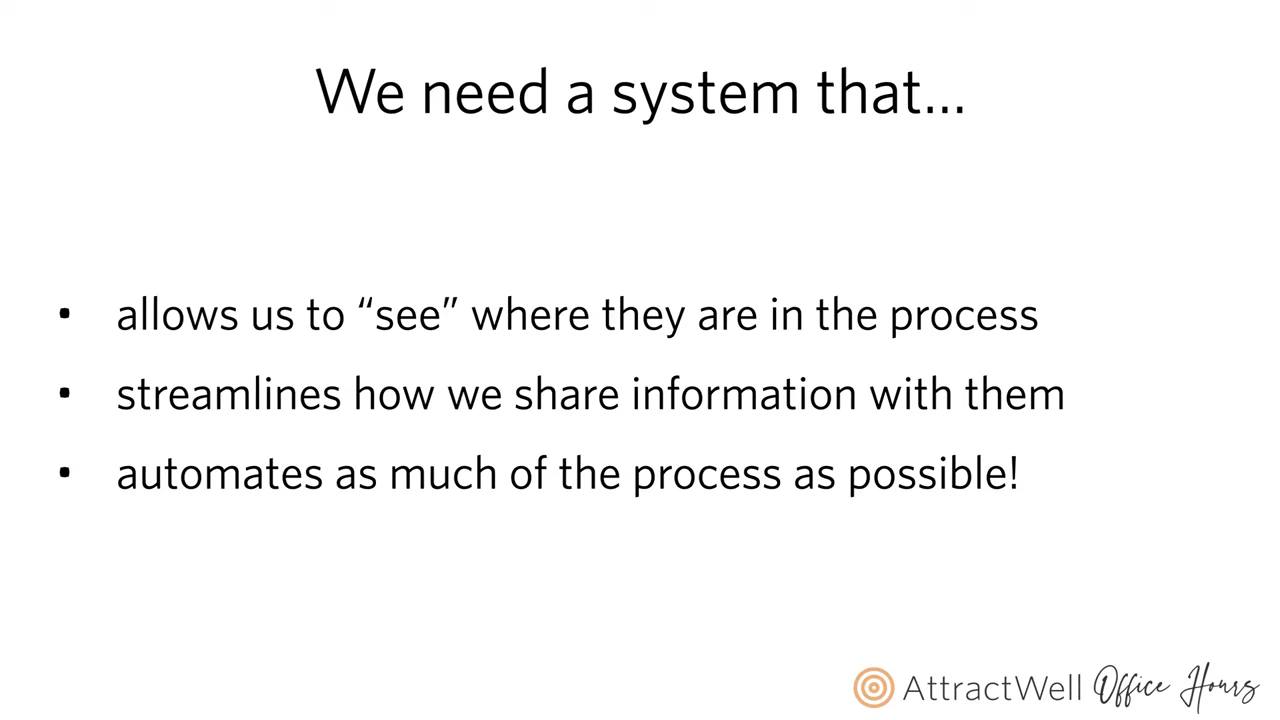 We need a system that...
• allows us to “see” where they are in the process
• streamlines how we share information with them
• automates as much of the process as possible!
AttractWell Office Hours